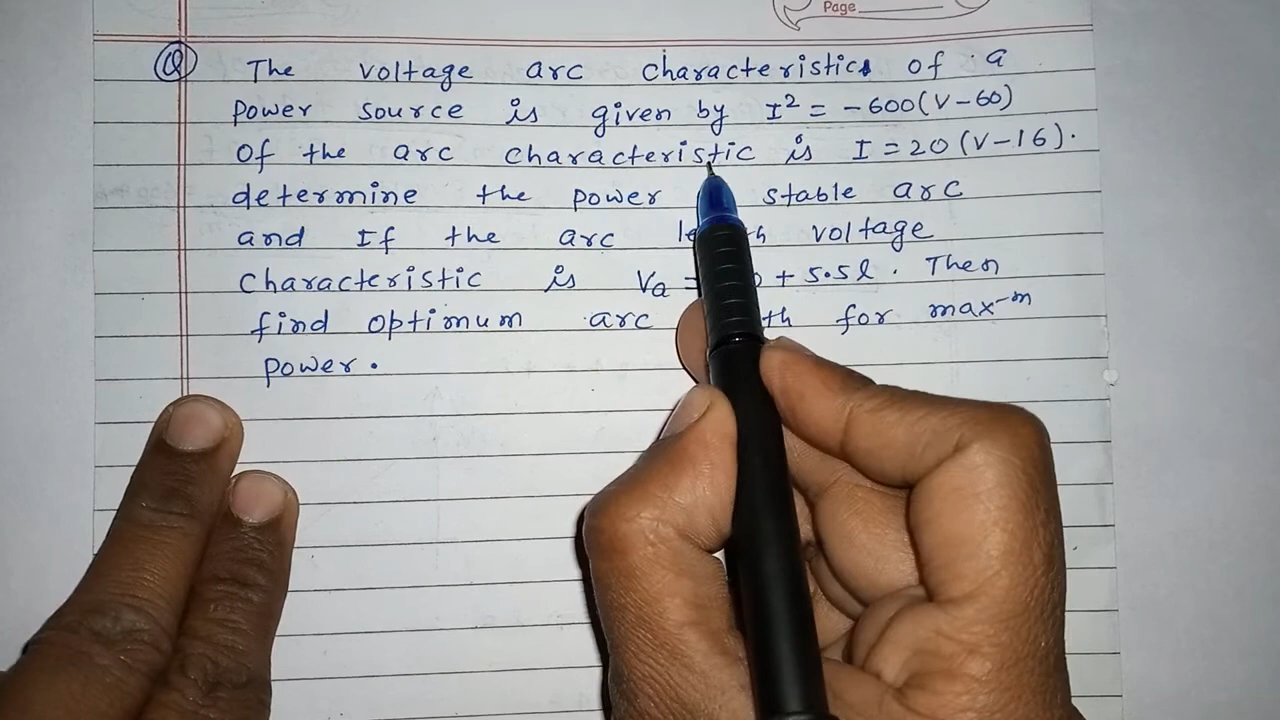 Page
Q The voltage arc characteristics of a
power source is given by I² = -600(V-60)
Of the arc characteristic is I = 20 (V-16).
determine the power stable arc
and If the arc voltage
characteristic is Va = + 5.5l. Then
find optimum arc for max-m
power.